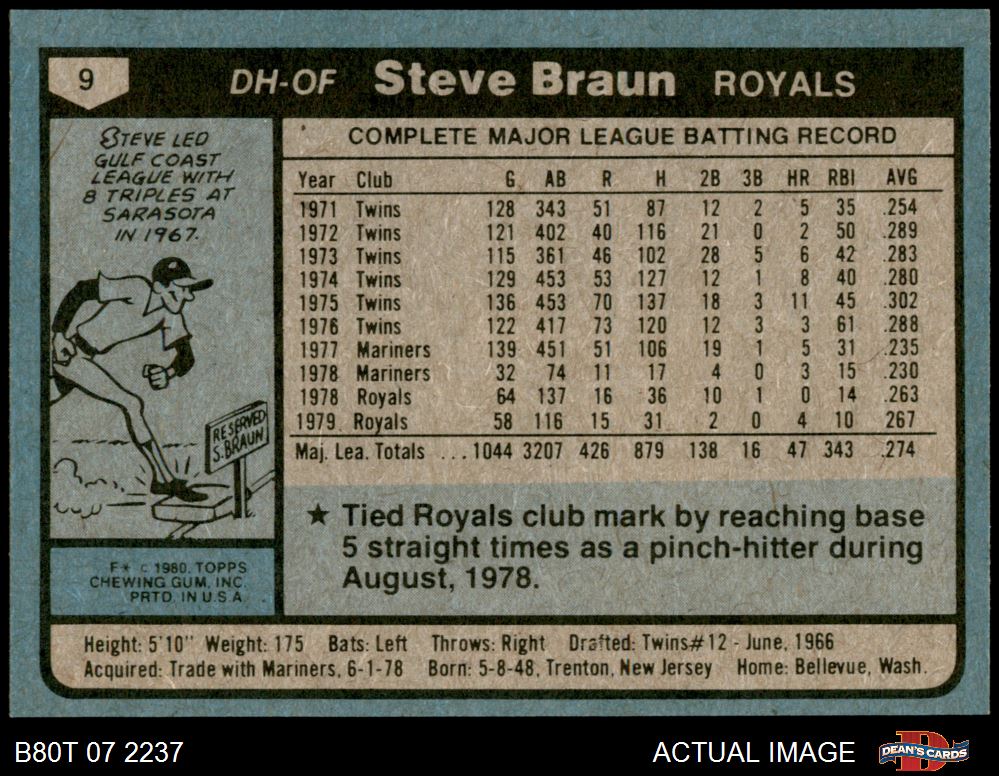 9 DH-OF Steve Braun ROYALS
STEVE LED
GULF COAST
LEAGUE WITH
8 TRIPLES AT
SARASOTA
IN 1967.
RESERVED
S. BRAUN
COMPLETE MAJOR LEAGUE BATTING RECORD
Year Club G AB R H 2B 3B HR RBI AVG
1971 Twins 128 343 51 87 12 2 5 35 .254
1972 Twins 121 402 40 116 21 0 2 50 .289
1973 Twins 115 361 46 102 28 5 6 42 .283
1974 Twins 129 453 53 127 12 1 8 40 .280
1975 Twins 136 453 70 137 18 3 11 45 .302
1976 Twins 122 417 73 120 12 3 3 61 .288
1977 Mariners 139 451 51 106 19 1 5 31 .235
1978 Mariners 32 74 11 17 4 0 3 15 .230
1978 Royals 64 137 16 36 10 1 0 14 .263
1979 Royals 58 116 15 31 2 0 4 10 .267
Maj. Lea. Totals ... 1044 3207 426 879 138 16 47 343 .274
★ Tied Royals club mark by reaching base
5 straight times as a pinch-hitter during
August, 1978.
F* © 1980. TOPPS
CHEWING GUM, INC.
PRTD. IN U.S.A.
Height: 5'10" Weight: 175 Bats: Left Throws: Right Drafted: Twins#12 - June, 1966
Acquired: Trade with Mariners, 6-1-78 Born: 5-8-48, Trenton, New Jersey Home: Bellevue, Wash.
B80T 07 2237 ACTUAL IMAGE DEAN'S CARDS